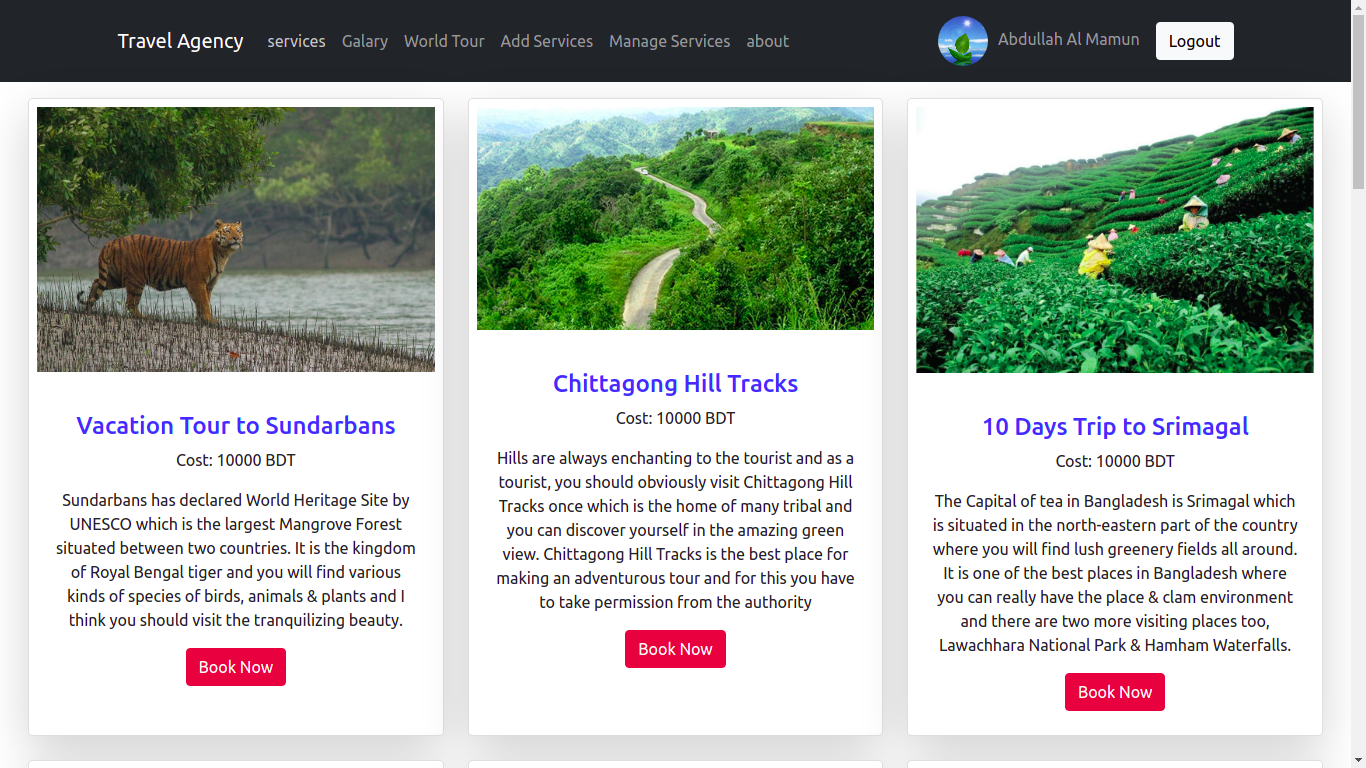 Travel Agency services Galary World Tour Add Services Manage Services about Abdullah Al Mamun Logout
Vacation Tour to Sundarbans
Cost: 10000 BDT
Sundarbans has declared World Heritage Site by
UNESCO which is the largest Mangrove Forest
situated between two countries. It is the kingdom
of Royal Bengal tiger and you will find various
kinds of species of birds, animals & plants and I
think you should visit the tranquilizing beauty.
Book Now
Chittagong Hill Tracks
Cost: 10000 BDT
Hills are always enchanting to the tourist and as a
tourist, you should obviously visit Chittagong Hill
Tracks once which is the home of many tribal and
you can discover yourself in the amazing green
view. Chittagong Hill Tracks is the best place for
making an adventurous tour and for this you have
to take permission from the authority
Book Now
10 Days Trip to Srimagal
Cost: 10000 BDT
The Capital of tea in Bangladesh is Srimagal which
is situated in the north-eastern part of the country
where you will find lush greenery fields all around.
It is one of the best places in Bangladesh where
you can really have the place & clam environment
and there are two more visiting places too,
Lawachhara National Park & Hamham Waterfalls.
Book Now